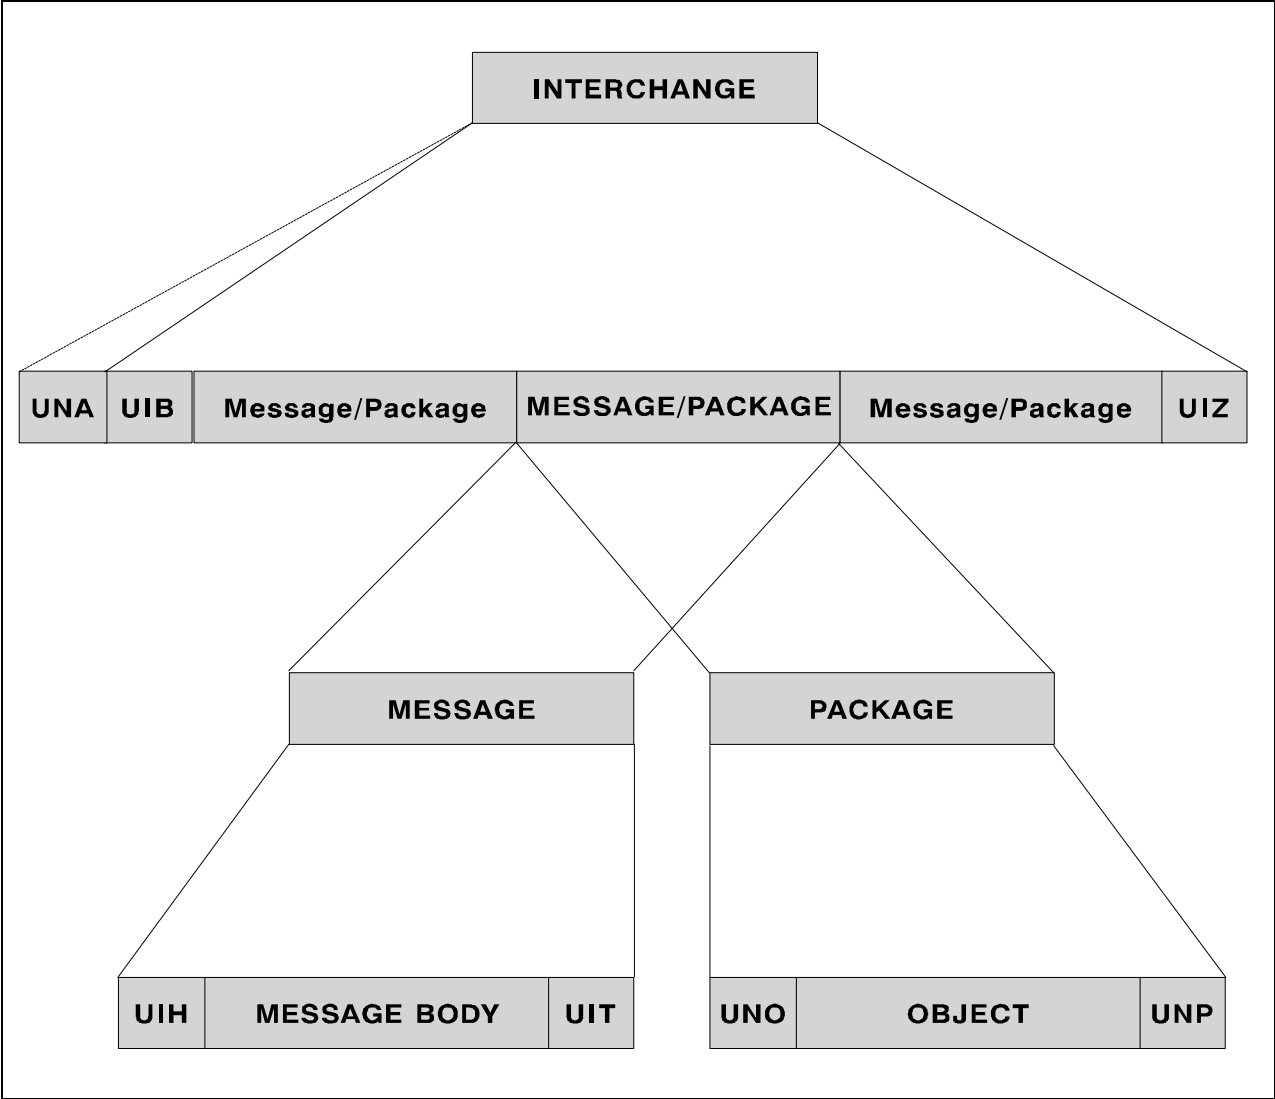 INTERCHANGE
UNA UIB Message/Package MESSAGE/PACKAGE Message/Package UIZ
MESSAGE PACKAGE
UIH MESSAGE BODY UIT UNO OBJECT UNP